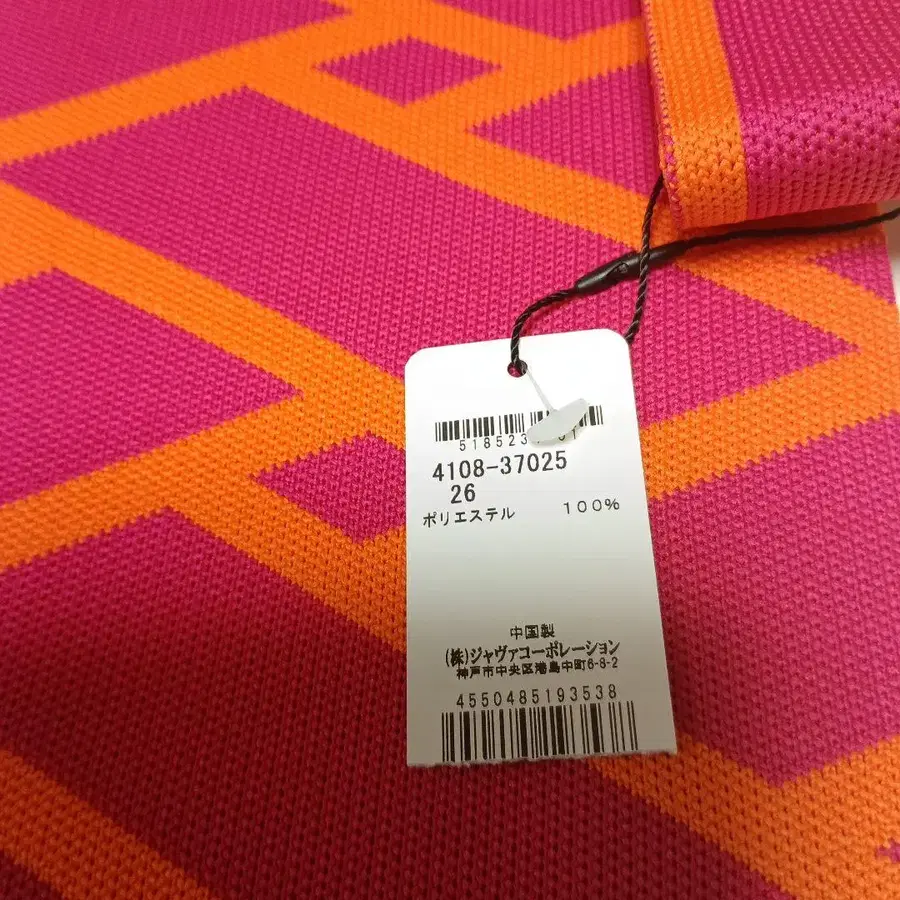 4108-37025
26
ポリエステル 100%
中国製
(株)ジャヴァコーポレーション
神戸市中央区港島中町6-8-2
4550485193538